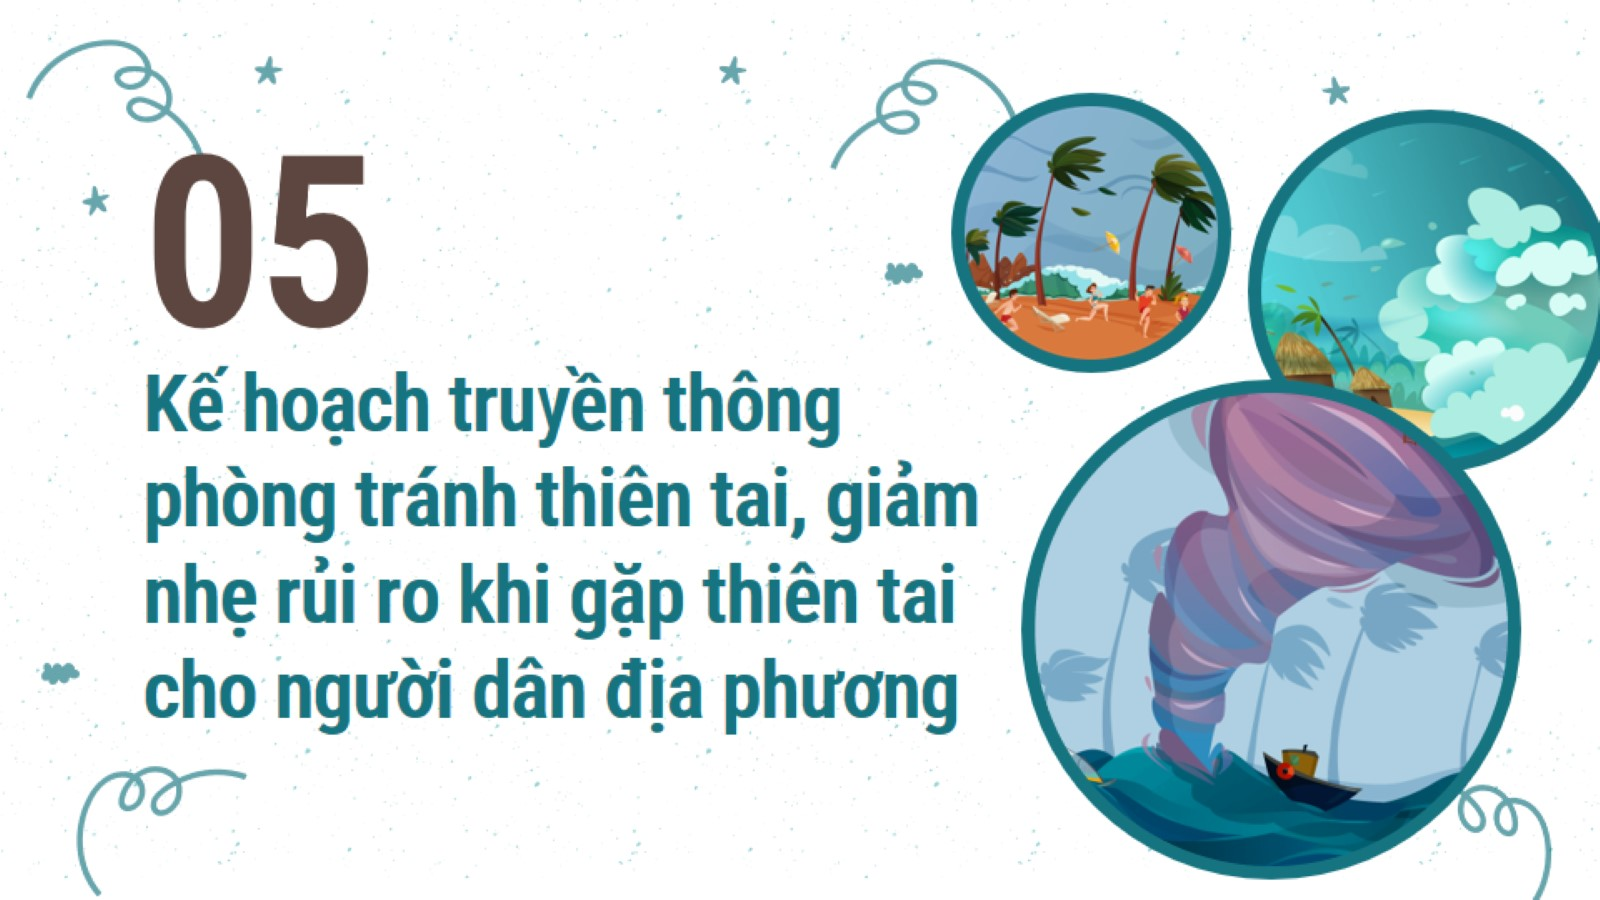 05
Kế hoạch truyền thông
phòng tránh thiên tai, giảm
nhẹ rủi ro khi gặp thiên tai
cho người dân địa phương